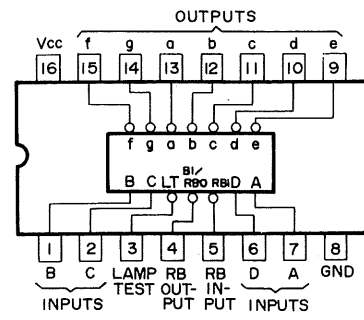 OUTPUTS
Vcc f g a b c d e
16 15 14 13 12 11 10 9
f g a b c d e
BI/
B C LT RBO RBI D A
1 2 3 4 5 6 7 8
B C LAMP RB RB D A GND
TEST OUT- IN-
INPUTS PUT PUT INPUTS